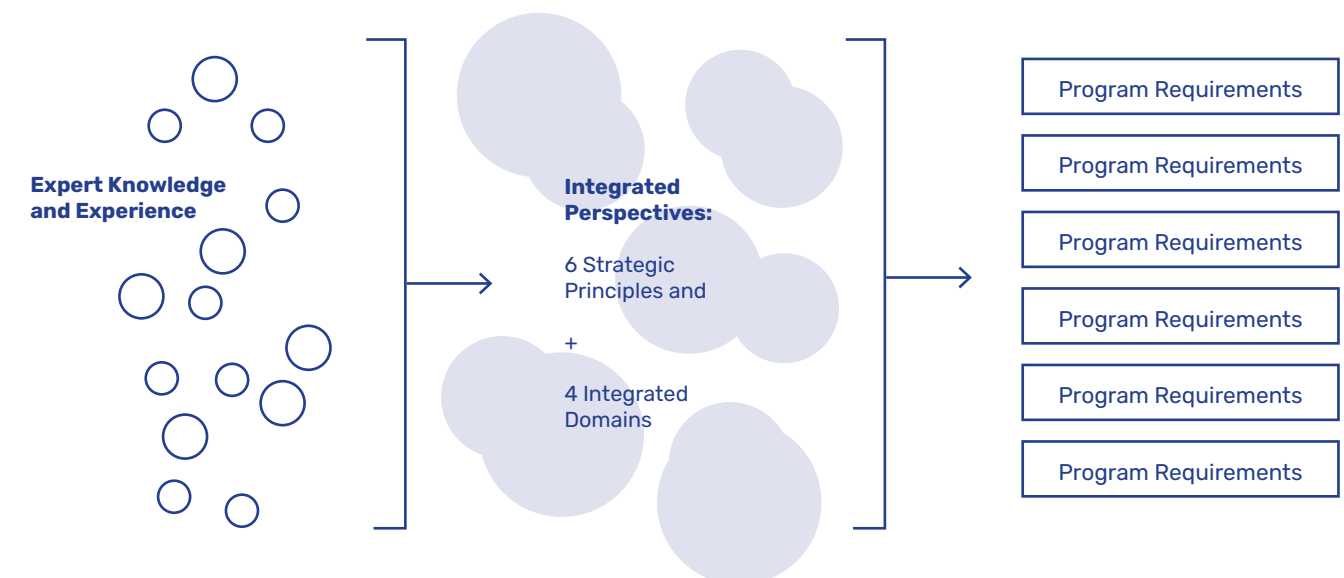 Expert Knowledge
and Experience
Integrated
Perspectives:
6 Strategic
Principles and
+
4 Integrated
Domains
Program Requirements
Program Requirements
Program Requirements
Program Requirements
Program Requirements
Program Requirements